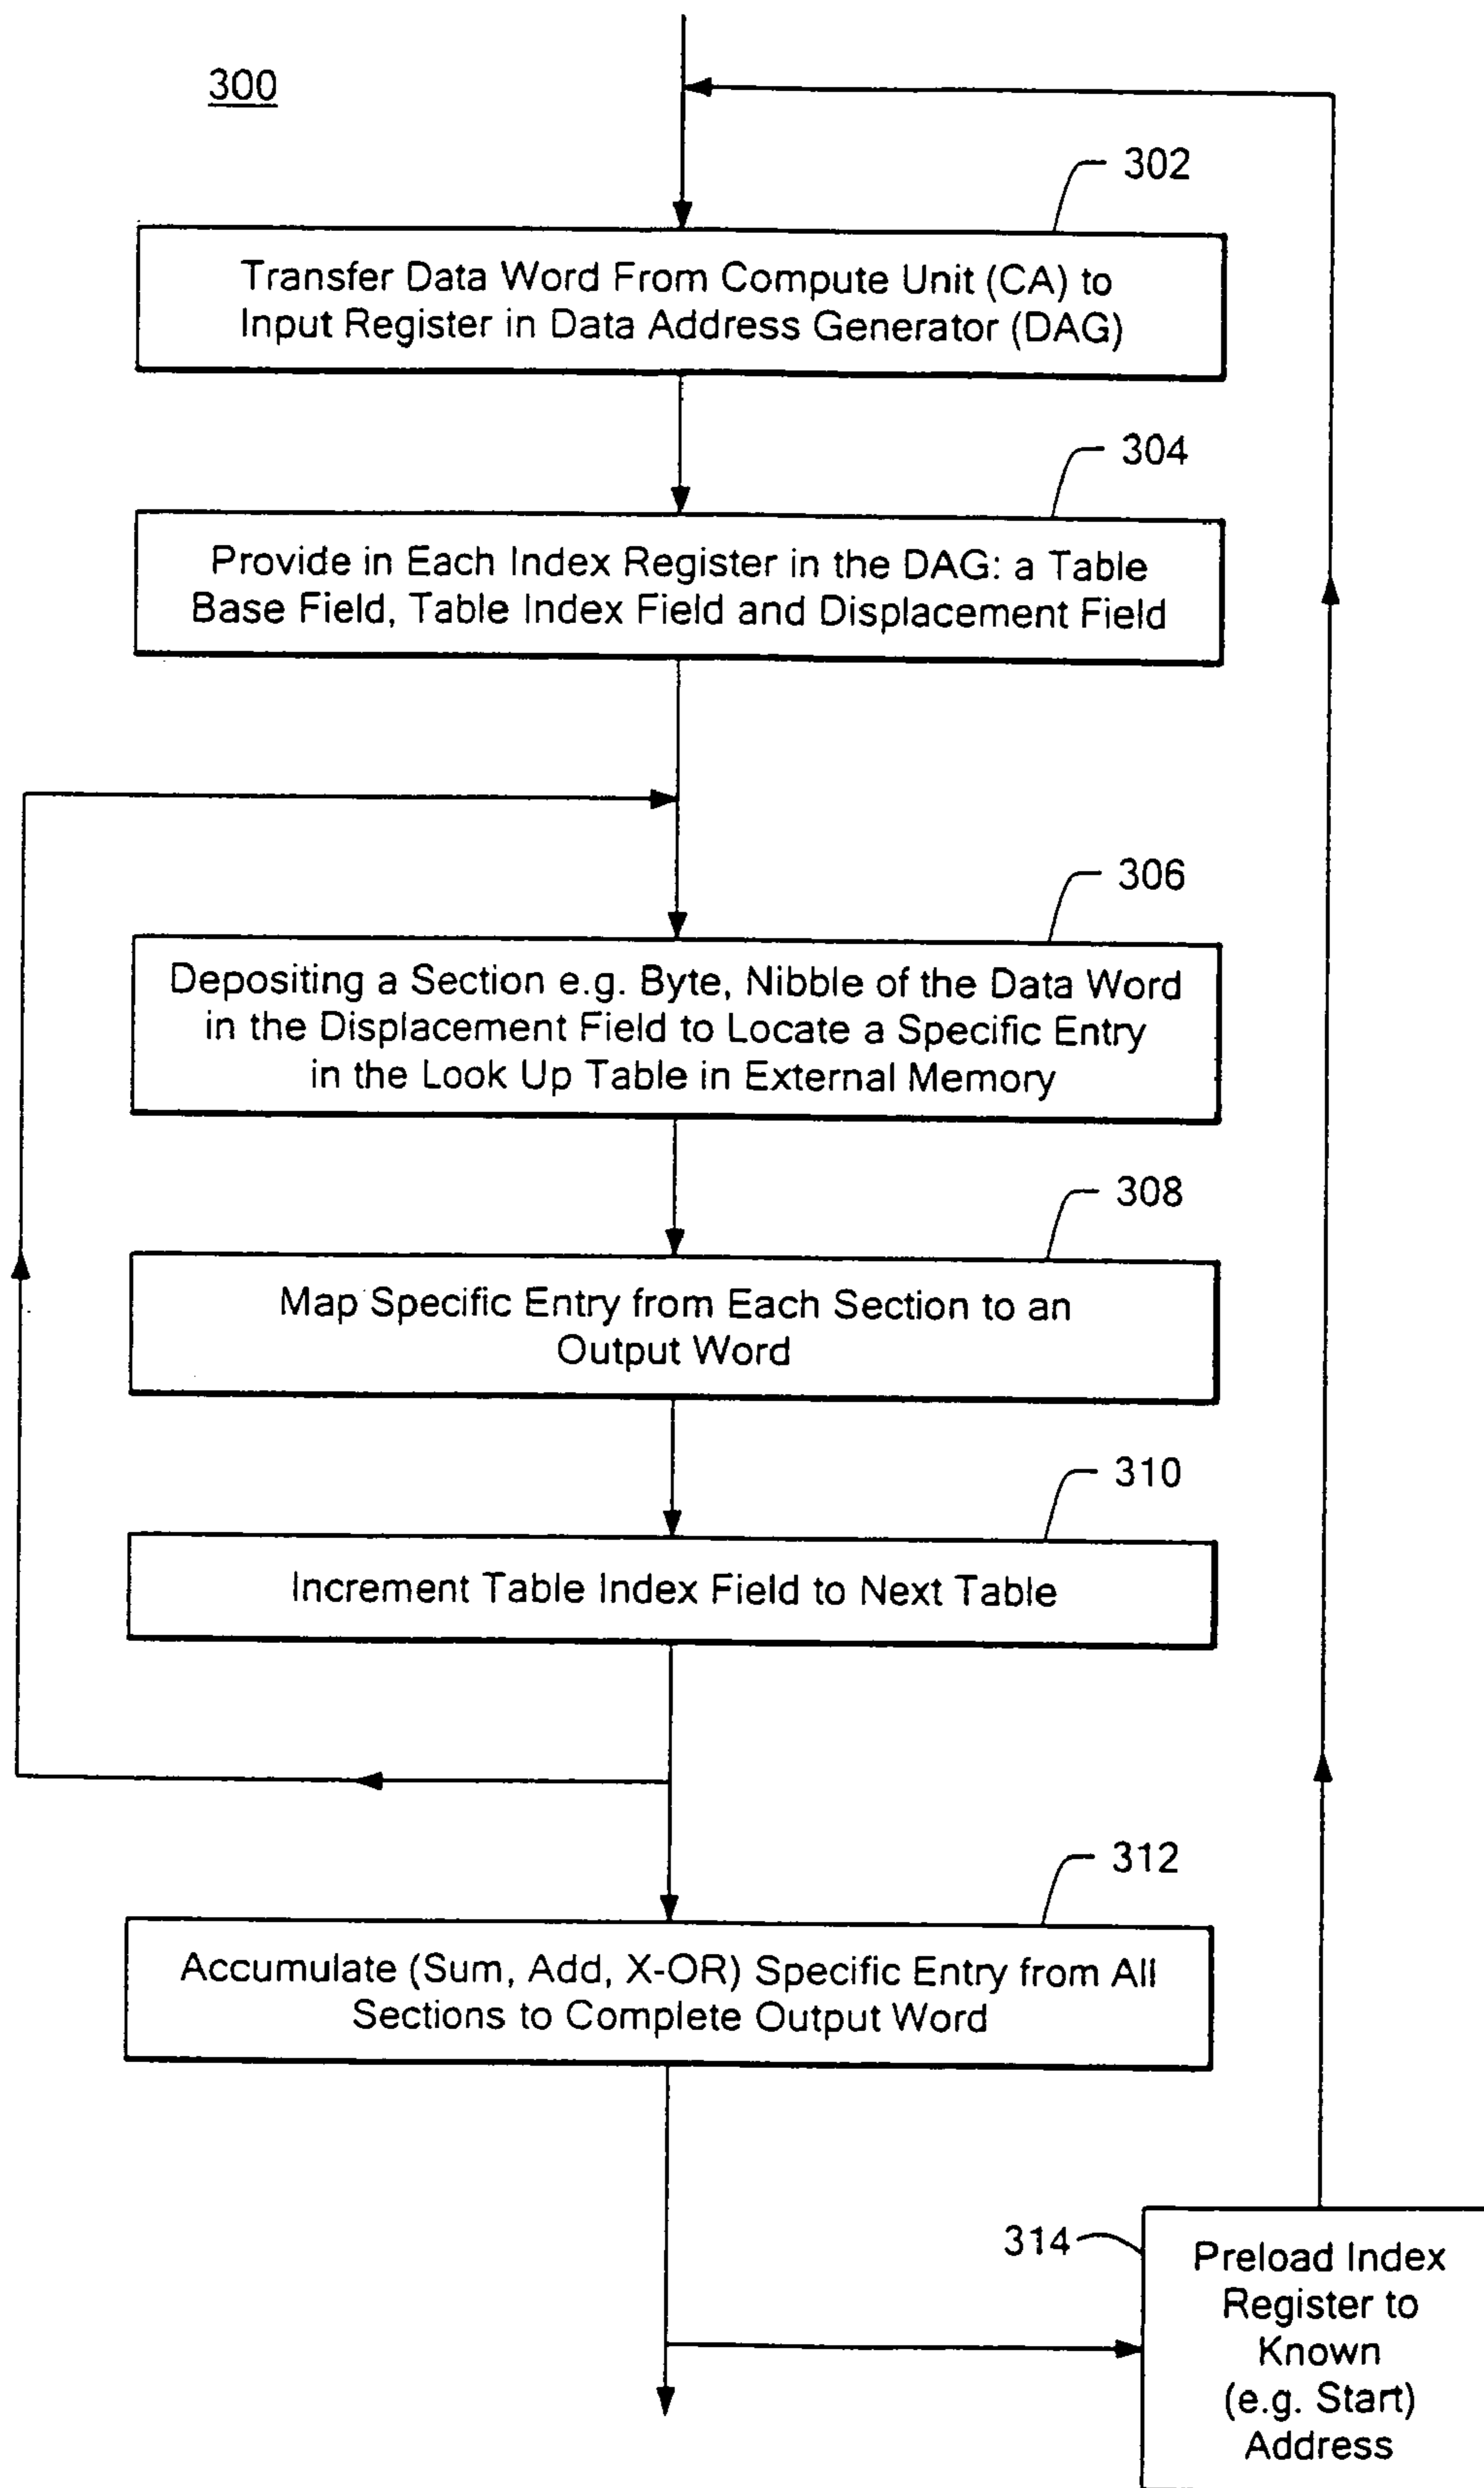 300
302
Transfer Data Word From Compute Unit (CA) to
Input Register in Data Address Generator (DAG)
304
Provide in Each Index Register in the DAG: a Table
Base Field, Table Index Field and Displacement Field
306
Depositing a Section e.g. Byte, Nibble of the Data Word
in the Displacement Field to Locate a Specific Entry
in the Look Up Table in External Memory
308
Map Specific Entry from Each Section to an
Output Word
310
Increment Table Index Field to Next Table
312
Accumulate (Sum, Add, X-OR) Specific Entry from All
Sections to Complete Output Word
314
Preload Index
Register to
Known
(e.g. Start)
Address